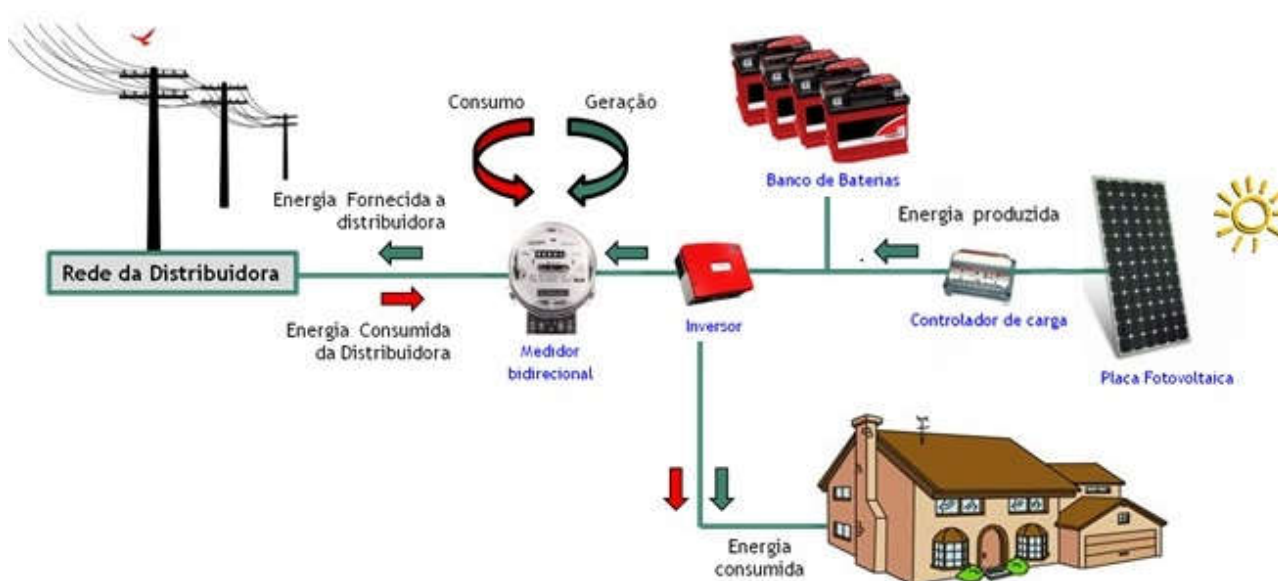 Consumo
Geração
Banco de Baterias
Energia Fornecida a
distribuidora
Energia produzida
Rede da Distribuidora
Energia Consumida
da Distribuidora
Medidor
bidirecional
Inversor
Controlador de carga
Placa Fotovoltaica
Energia
consumida